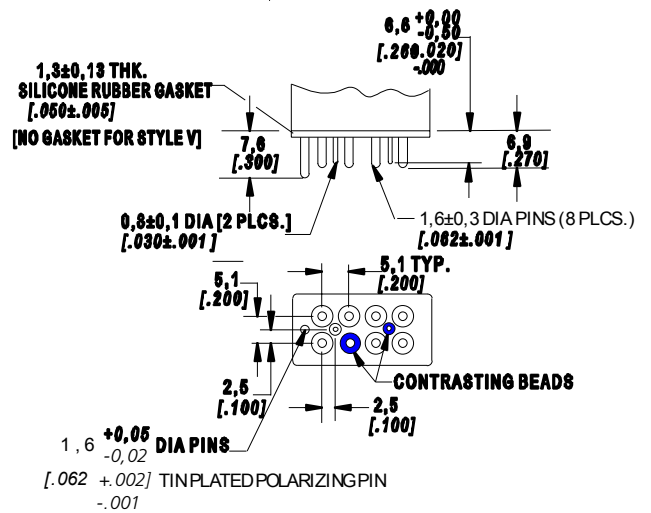 6,6 +0,00
-0,50
[.260.020]
-.000
1,3±0,13 THK.
SILICONE RUBBER GASKET
[.050±.005]
[NO GASKET FOR STYLE V]
7,6
[.300]
6,9
[.270]
0,8±0,1 DIA [2 PLCS.]
[.030±.001]
1,6±0,3 DIA PINS (8 PLCS.)
[.062±.001]
5,1
[.200]
5,1 TYP.
[.200]
CONTRASTING BEADS
2,5
[.100]
2,5
[.100]
1,6 +0,05
-0,02
DIA PINS
[.062 +.002] TIN PLATED POLARIZING PIN
-.001